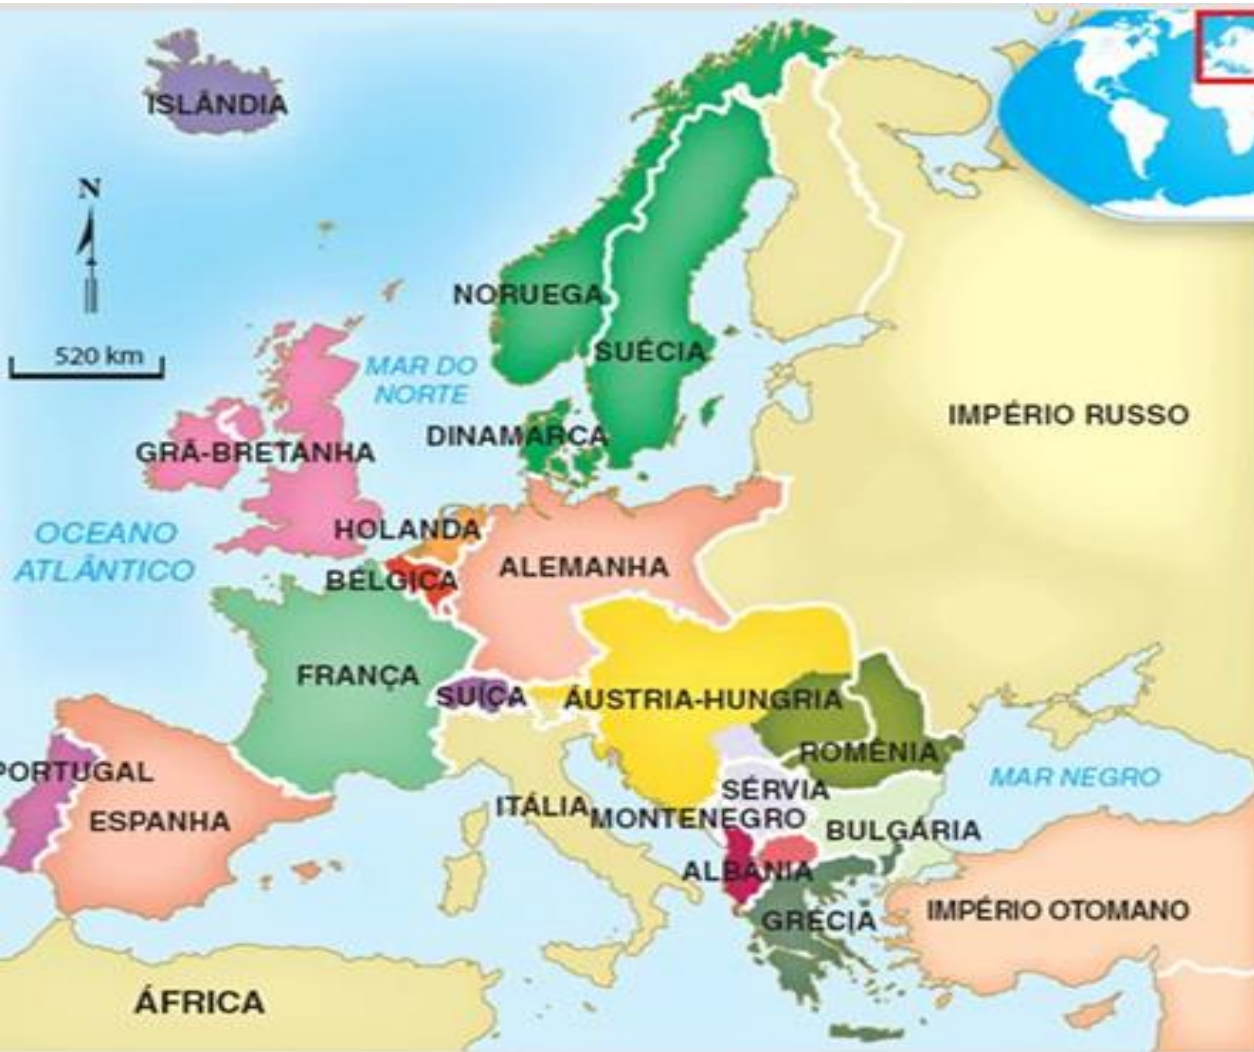 ISLÂNDIA
N
520 km
NORUEGA
SUÉCIA
MAR DO
NORTE
IMPÉRIO RUSSO
DINAMARCA
GRÃ-BRETANHA
HOLANDA
OCEANO
ATLÂNTICO
ALEMANHA
BÉLGICA
FRANÇA
SUÍÇA
ÁUSTRIA-HUNGRIA
ROMÊNIA
PORTUGAL
MAR NEGRO
SÉRVIA
ITÁLIA
MONTENEGRO
ESPANHA
BULGÁRIA
ALBÂNIA
IMPÉRIO OTOMANO
GRÉCIA
ÁFRICA